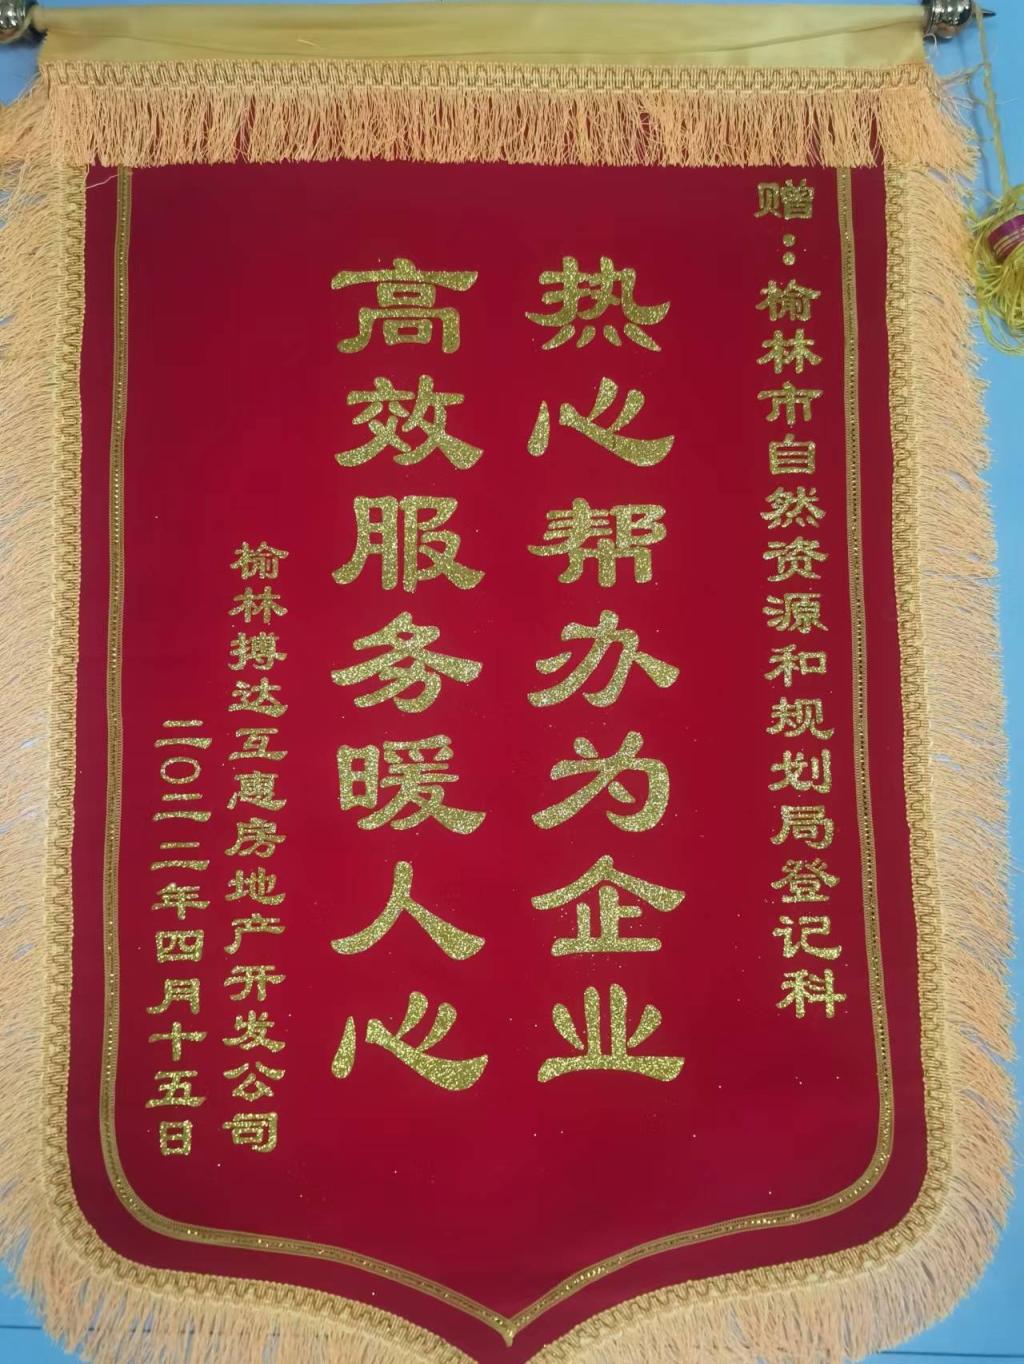 赠：榆林市自然资源和规划局登记科
热心帮办为企业
高效服务暖人心
榆林搏达互惠房地产开发公司
二〇二二年四月十五日